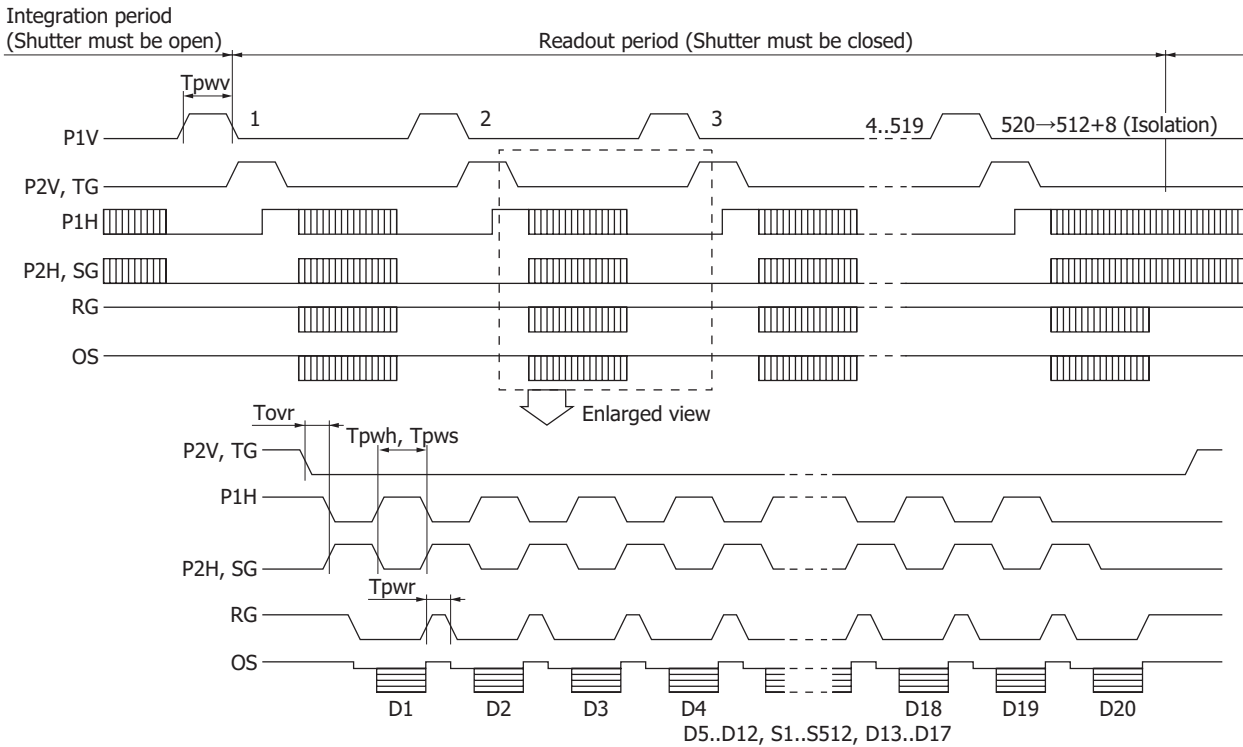 Integration period
(Shutter must be open)
Readout period (Shutter must be closed)
Tpwv
P1V
1
2
3
4..519
520→512+8 (Isolation)
P2V, TG
P1H
P2H, SG
RG
OS
Enlarged view
Tovr
Tpwh, Tpws
P2V, TG
P1H
P2H, SG
Tpwr
RG
OS
D1
D2
D3
D4
D18
D19
D20
D5..D12, S1..S512, D13..D17